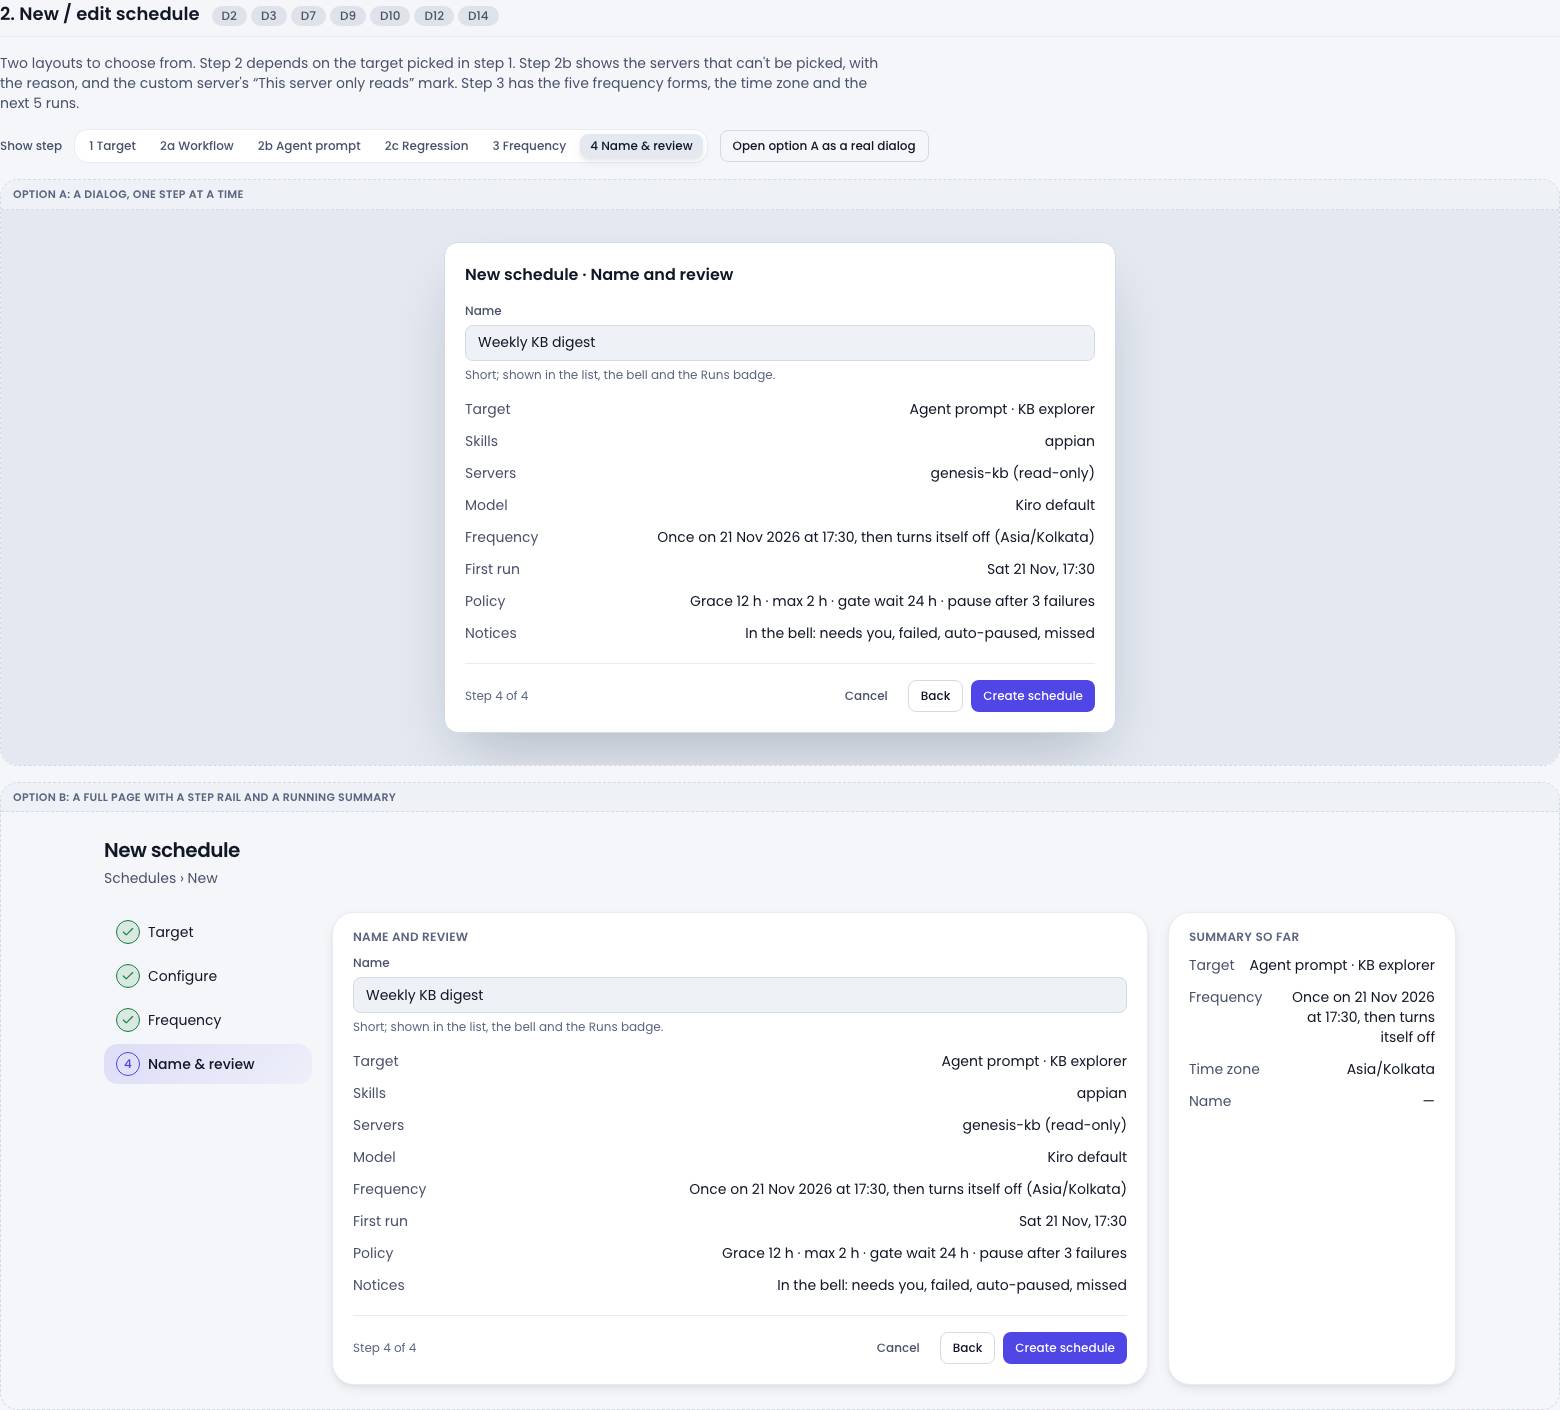 2. New / edit schedule D2 D3 D7 D9 D10 D12 D14
Two layouts to choose from. Step 2 depends on the target picked in step 1. Step 2b shows the servers that can't be picked, with
the reason, and the custom server's “This server only reads” mark. Step 3 has the five frequency forms, the time zone and the
next 5 runs.
Show step 1 Target 2a Workflow 2b Agent prompt 2c Regression 3 Frequency 4 Name & review Open option A as a real dialog
OPTION A: A DIALOG, ONE STEP AT A TIME
New schedule · Name and review
Name
Weekly KB digest
Short; shown in the list, the bell and the Runs badge.
Target Agent prompt · KB explorer
Skills appian
Servers genesis-kb (read-only)
Model Kiro default
Frequency Once on 21 Nov 2026 at 17:30, then turns itself off (Asia/Kolkata)
First run Sat 21 Nov, 17:30
Policy Grace 12 h · max 2 h · gate wait 24 h · pause after 3 failures
Notices In the bell: needs you, failed, auto-paused, missed
Step 4 of 4 Cancel Back Create schedule
OPTION B: A FULL PAGE WITH A STEP RAIL AND A RUNNING SUMMARY
New schedule
Schedules › New
Target
Configure
Frequency
4 Name & review
NAME AND REVIEW
Name
Weekly KB digest
Short; shown in the list, the bell and the Runs badge.
Target Agent prompt · KB explorer
Skills appian
Servers genesis-kb (read-only)
Model Kiro default
Frequency Once on 21 Nov 2026 at 17:30, then turns itself off (Asia/Kolkata)
First run Sat 21 Nov, 17:30
Policy Grace 12 h · max 2 h · gate wait 24 h · pause after 3 failures
Notices In the bell: needs you, failed, auto-paused, missed
Step 4 of 4 Cancel Back Create schedule
SUMMARY SO FAR
Target Agent prompt · KB explorer
Frequency Once on 21 Nov 2026
at 17:30, then turns
itself off
Time zone Asia/Kolkata
Name —